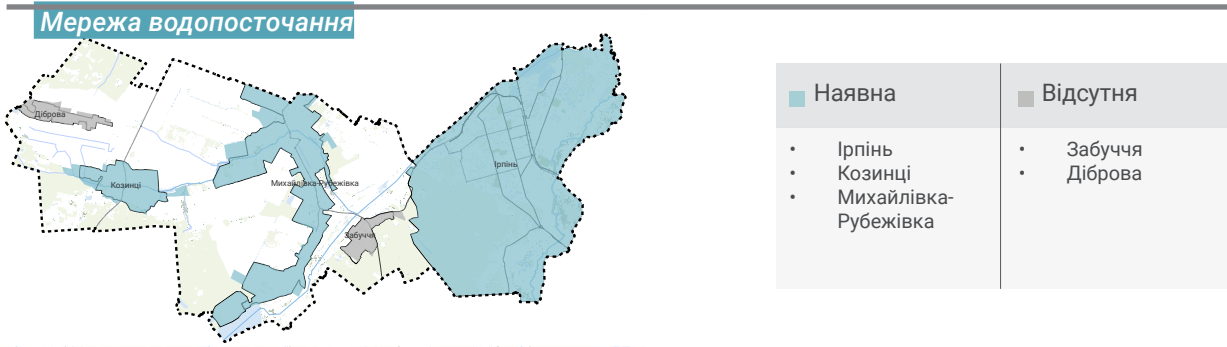 Мережа водопосточання
Діброва
Козинці
Михайлівка-Рубежівка
Забуччя
Ірпінь
Наявна
Відсутня
• Ірпінь
• Козинці
• Михайлівка-
Рубежівка
• Забуччя
• Діброва